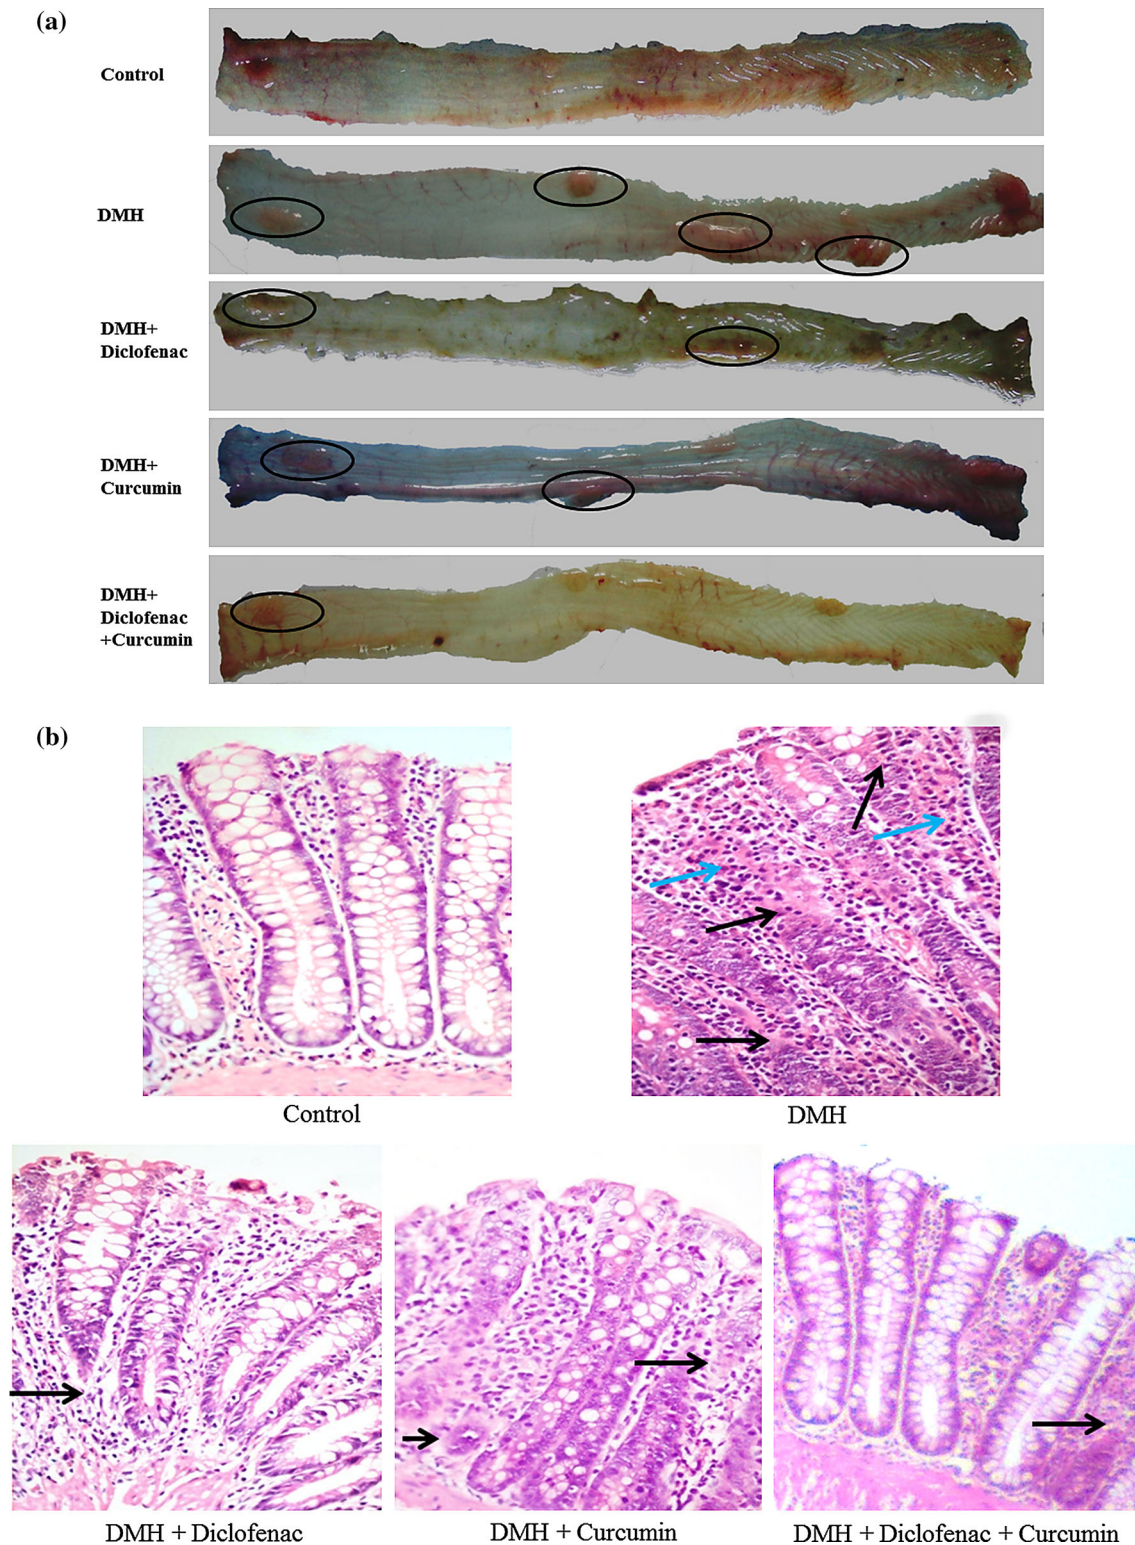 (a)
Control
DMH
DMH+
Diclofenac
DMH+
Curcumin
DMH+
Diclofenac
+Curcumin
(b)
Control
DMH
DMH + Diclofenac
DMH + Curcumin
DMH + Diclofenac + Curcumin